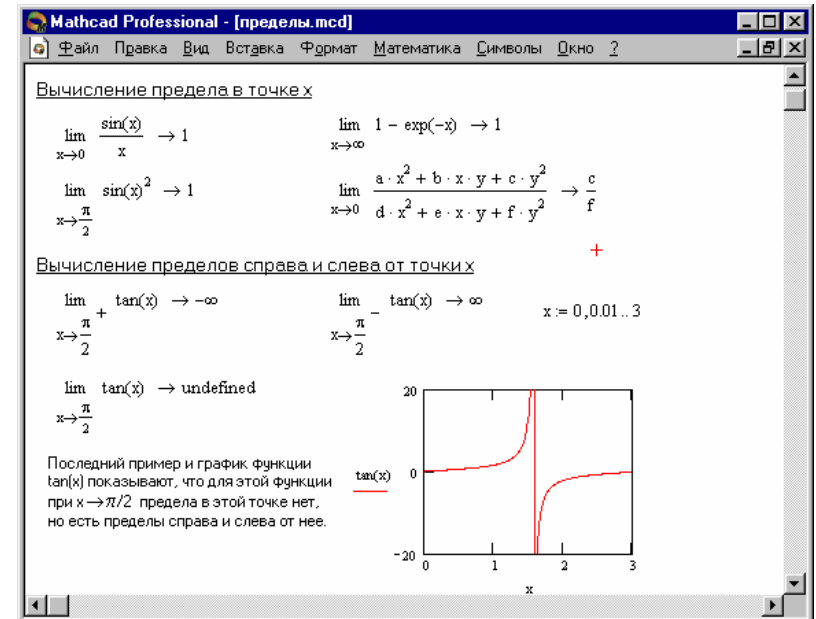 Mathcad Professional - [пределы.mcd]
Файл Правка Вид Вставка Формат Математика Символы Окно ?
Вычисление предела в точке x
lim x→0 sin(x)/x → 1
lim x→∞ 1 − exp(−x) → 1
lim x→π/2 sin(x)² → 1
lim x→0 (a · x² + b · x · y + c · y²)/(d · x² + e · x · y + f · y²) → c/f
Вычисление пределов справа и слева от точки x
lim x→π/2+ tan(x) → −∞
lim x→π/2− tan(x) → ∞
x := 0,0.01 .. 3
lim x→π/2 tan(x) → undefined
Последний пример и график функции
tan(x) показывают, что для этой функции
при x→π/2 предела в этой точке нет,
но есть пределы справа и слева от нее.
20
tan(x)
0
−20
0 1 2 3
x